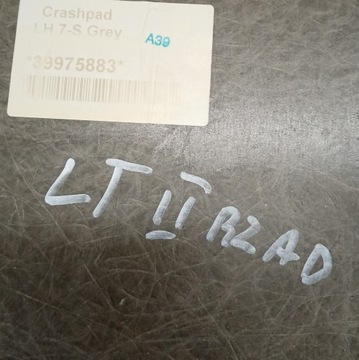 Crashpad
LH 7-S Grey
A39
*39975883*
LT II RZAD